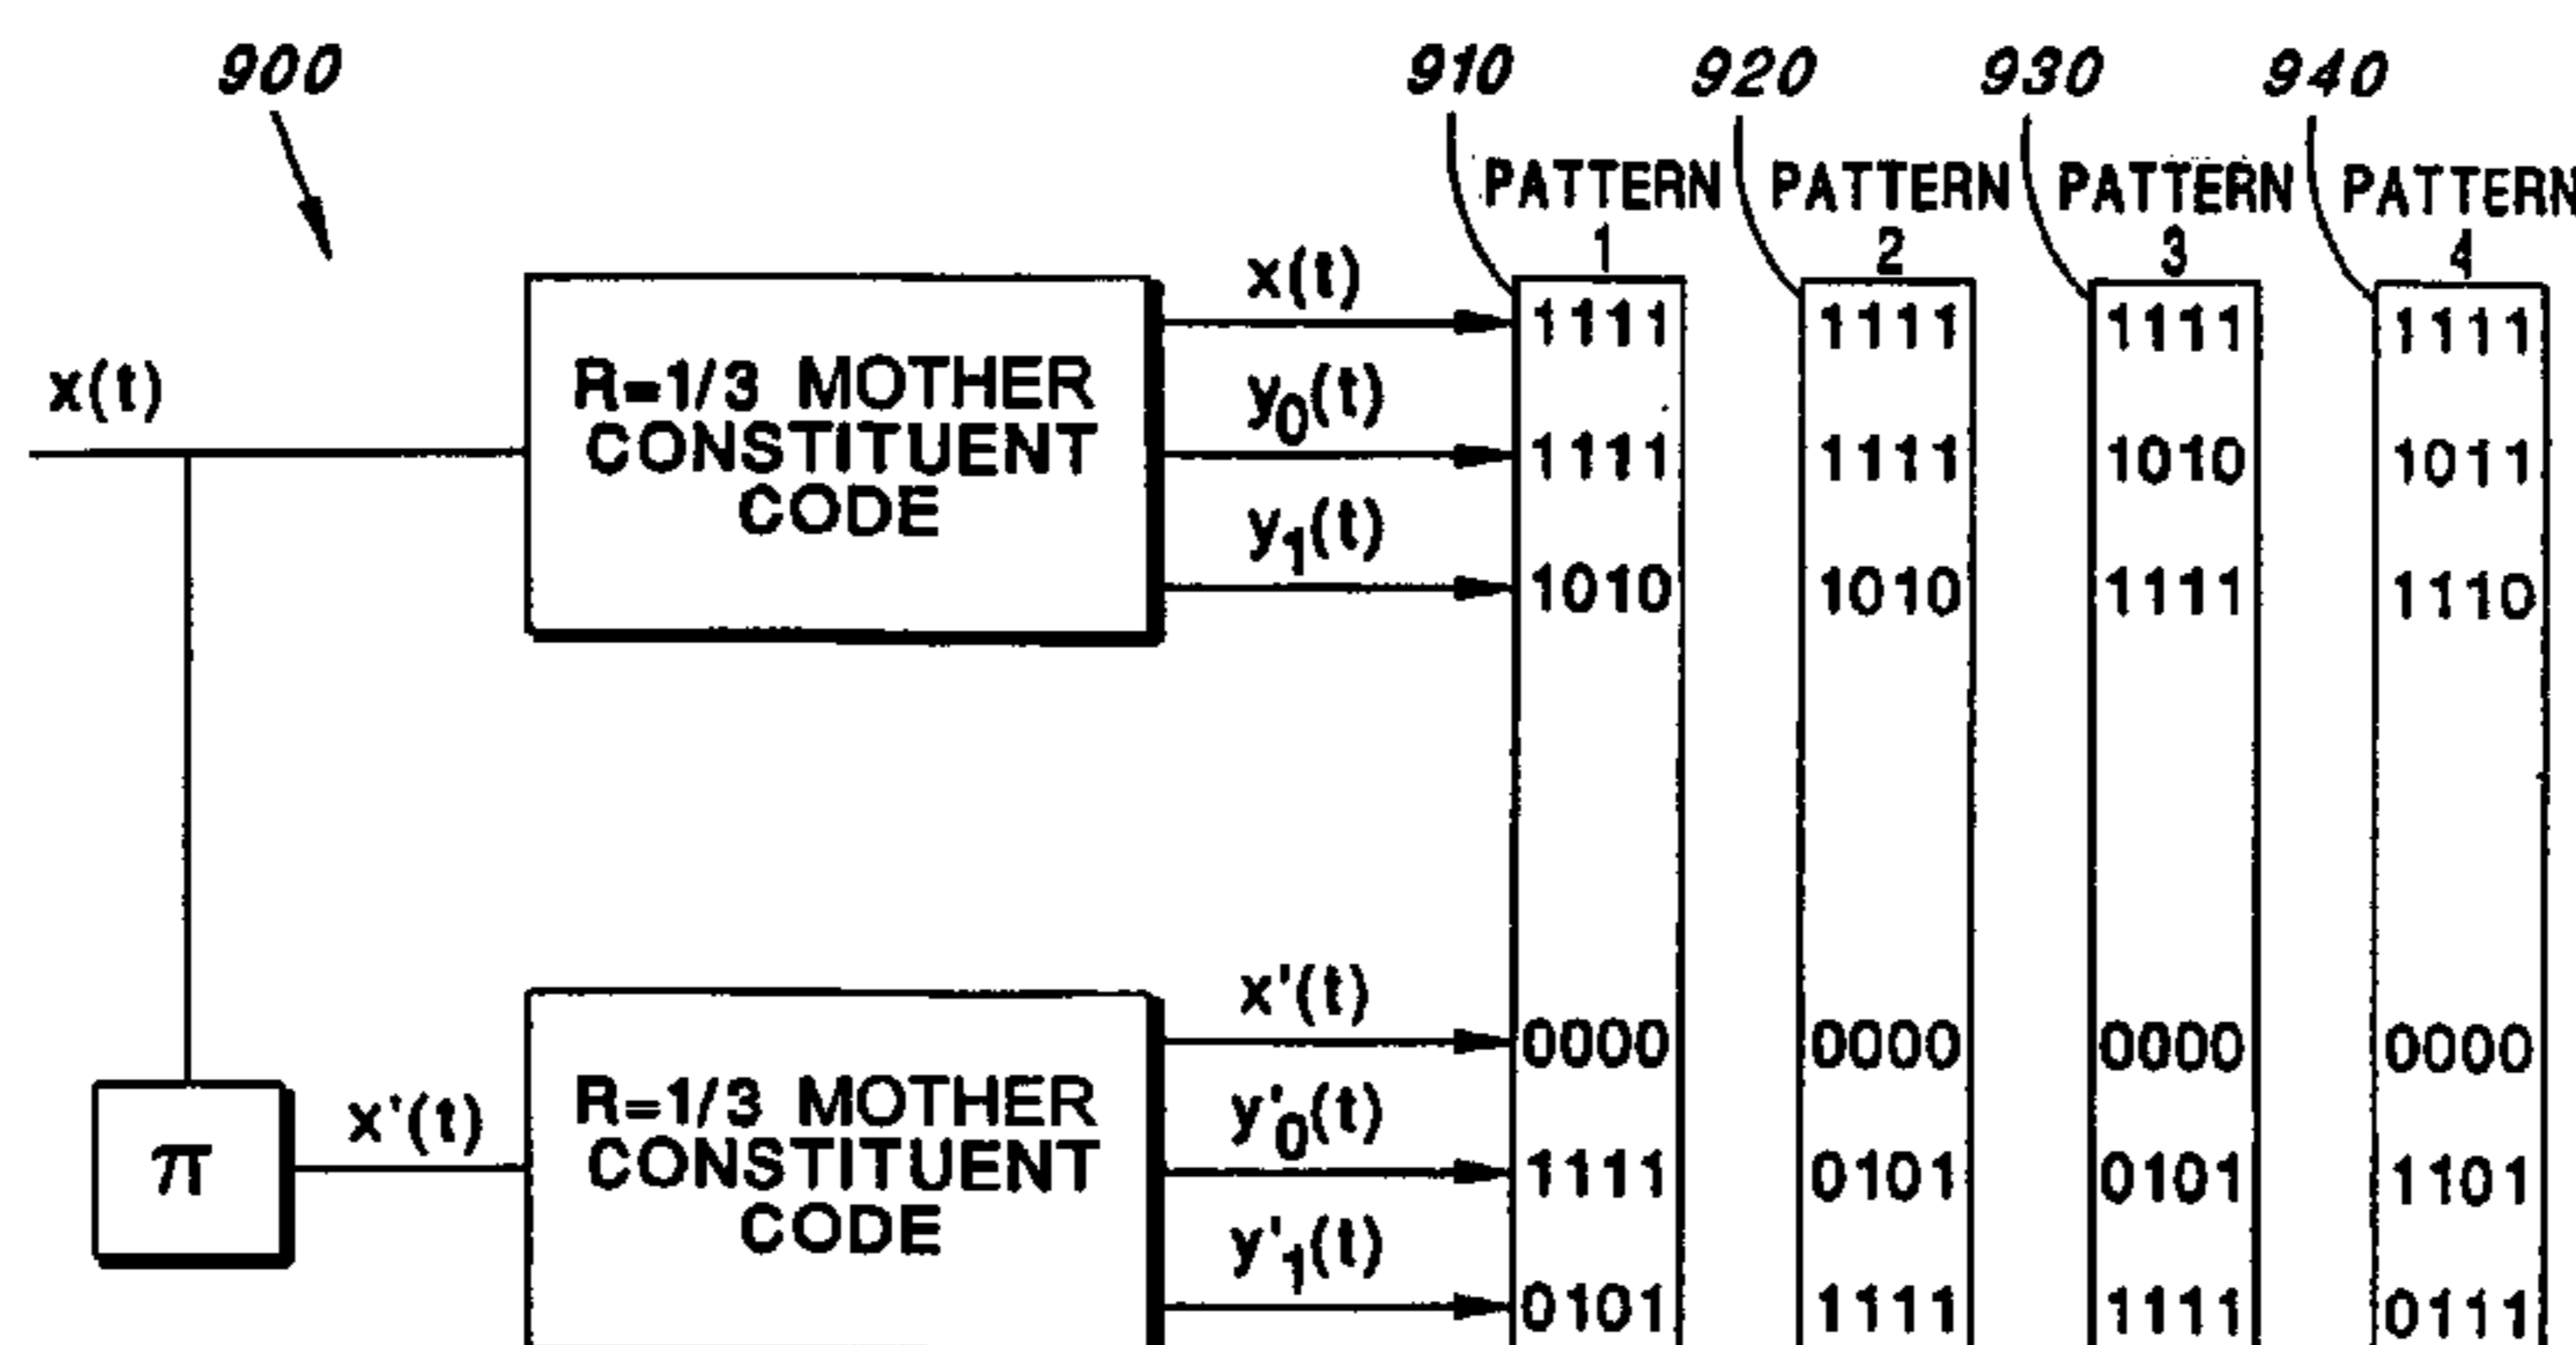 900
910 920 930 940
PATTERN 1 PATTERN 2 PATTERN 3 PATTERN 4
x(t)
R=1/3 MOTHER
CONSTITUENT
CODE
x(t) 1111 1111 1111 1111
y0(t) 1111 1111 1010 1011
y1(t) 1010 1010 1111 1110
π
x'(t)
R=1/3 MOTHER
CONSTITUENT
CODE
x'(t) 0000 0000 0000 0000
y'0(t) 1111 0101 0101 1101
y'1(t) 0101 1111 1111 0111